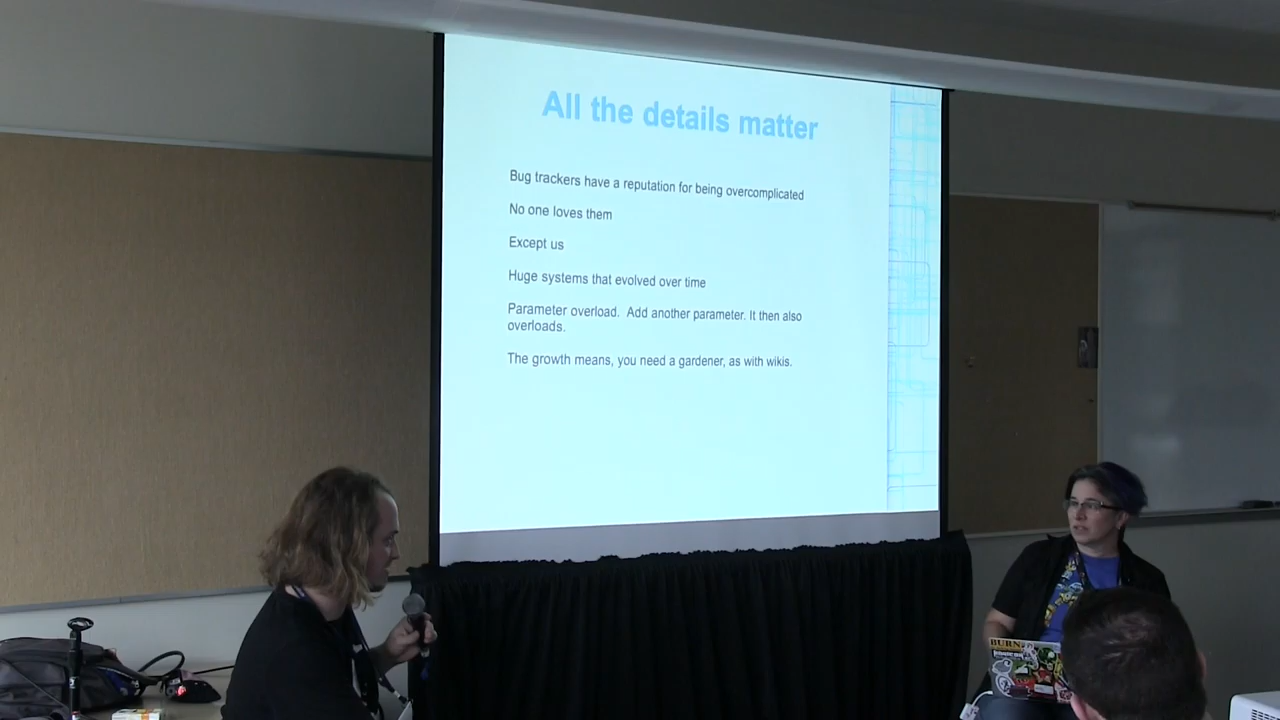 All the details matter
Bug trackers have a reputation for being overcomplicated
No one loves them
Except us
Huge systems that evolved over time
Parameter overload.  Add another parameter. It then also
overloads.
The growth means, you need a gardener, as with wikis.
BURN